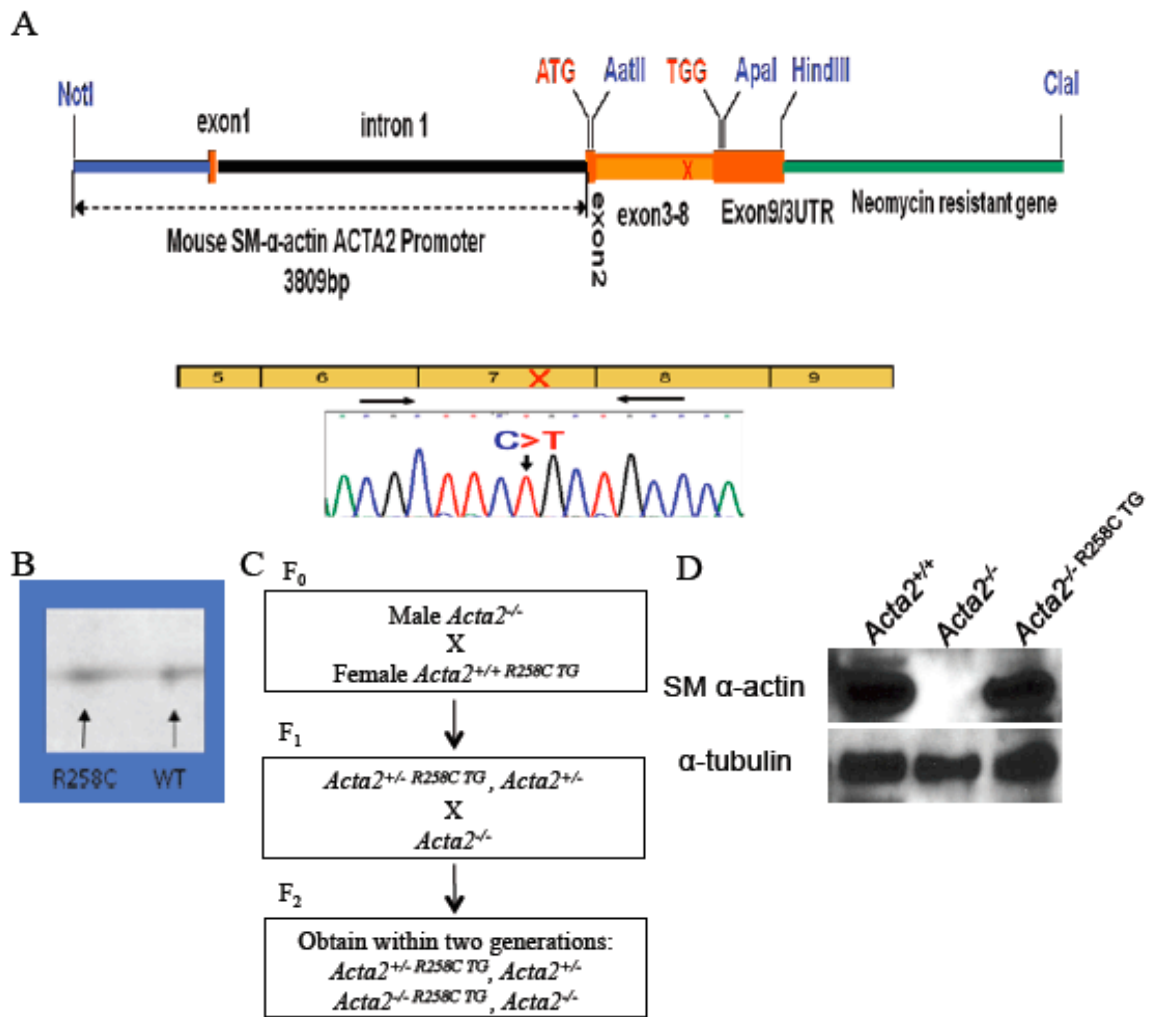 A
ATG AatII TGG ApaI HindIII
NotI ClaI
exon1 intron 1
exon2
exon3-8 Exon9/3UTR Neomycin resistant gene
Mouse SM-α-actin ACTA2 Promoter
3809bp
5 6 7 X 8 9
C>T
B
R258C WT
C
F0
Male Acta2-/-
X
Female Acta2+/+ R258C TG
F1
Acta2+/- R258C TG, Acta2+/-
X
Acta2-/-
F2
Obtain within two generations:
Acta2+/- R258C TG, Acta2+/-
Acta2-/- R258C TG, Acta2-/-
D
Acta2+/+ Acta2-/- Acta2-/- R258C TG
SM α-actin
α-tubulin